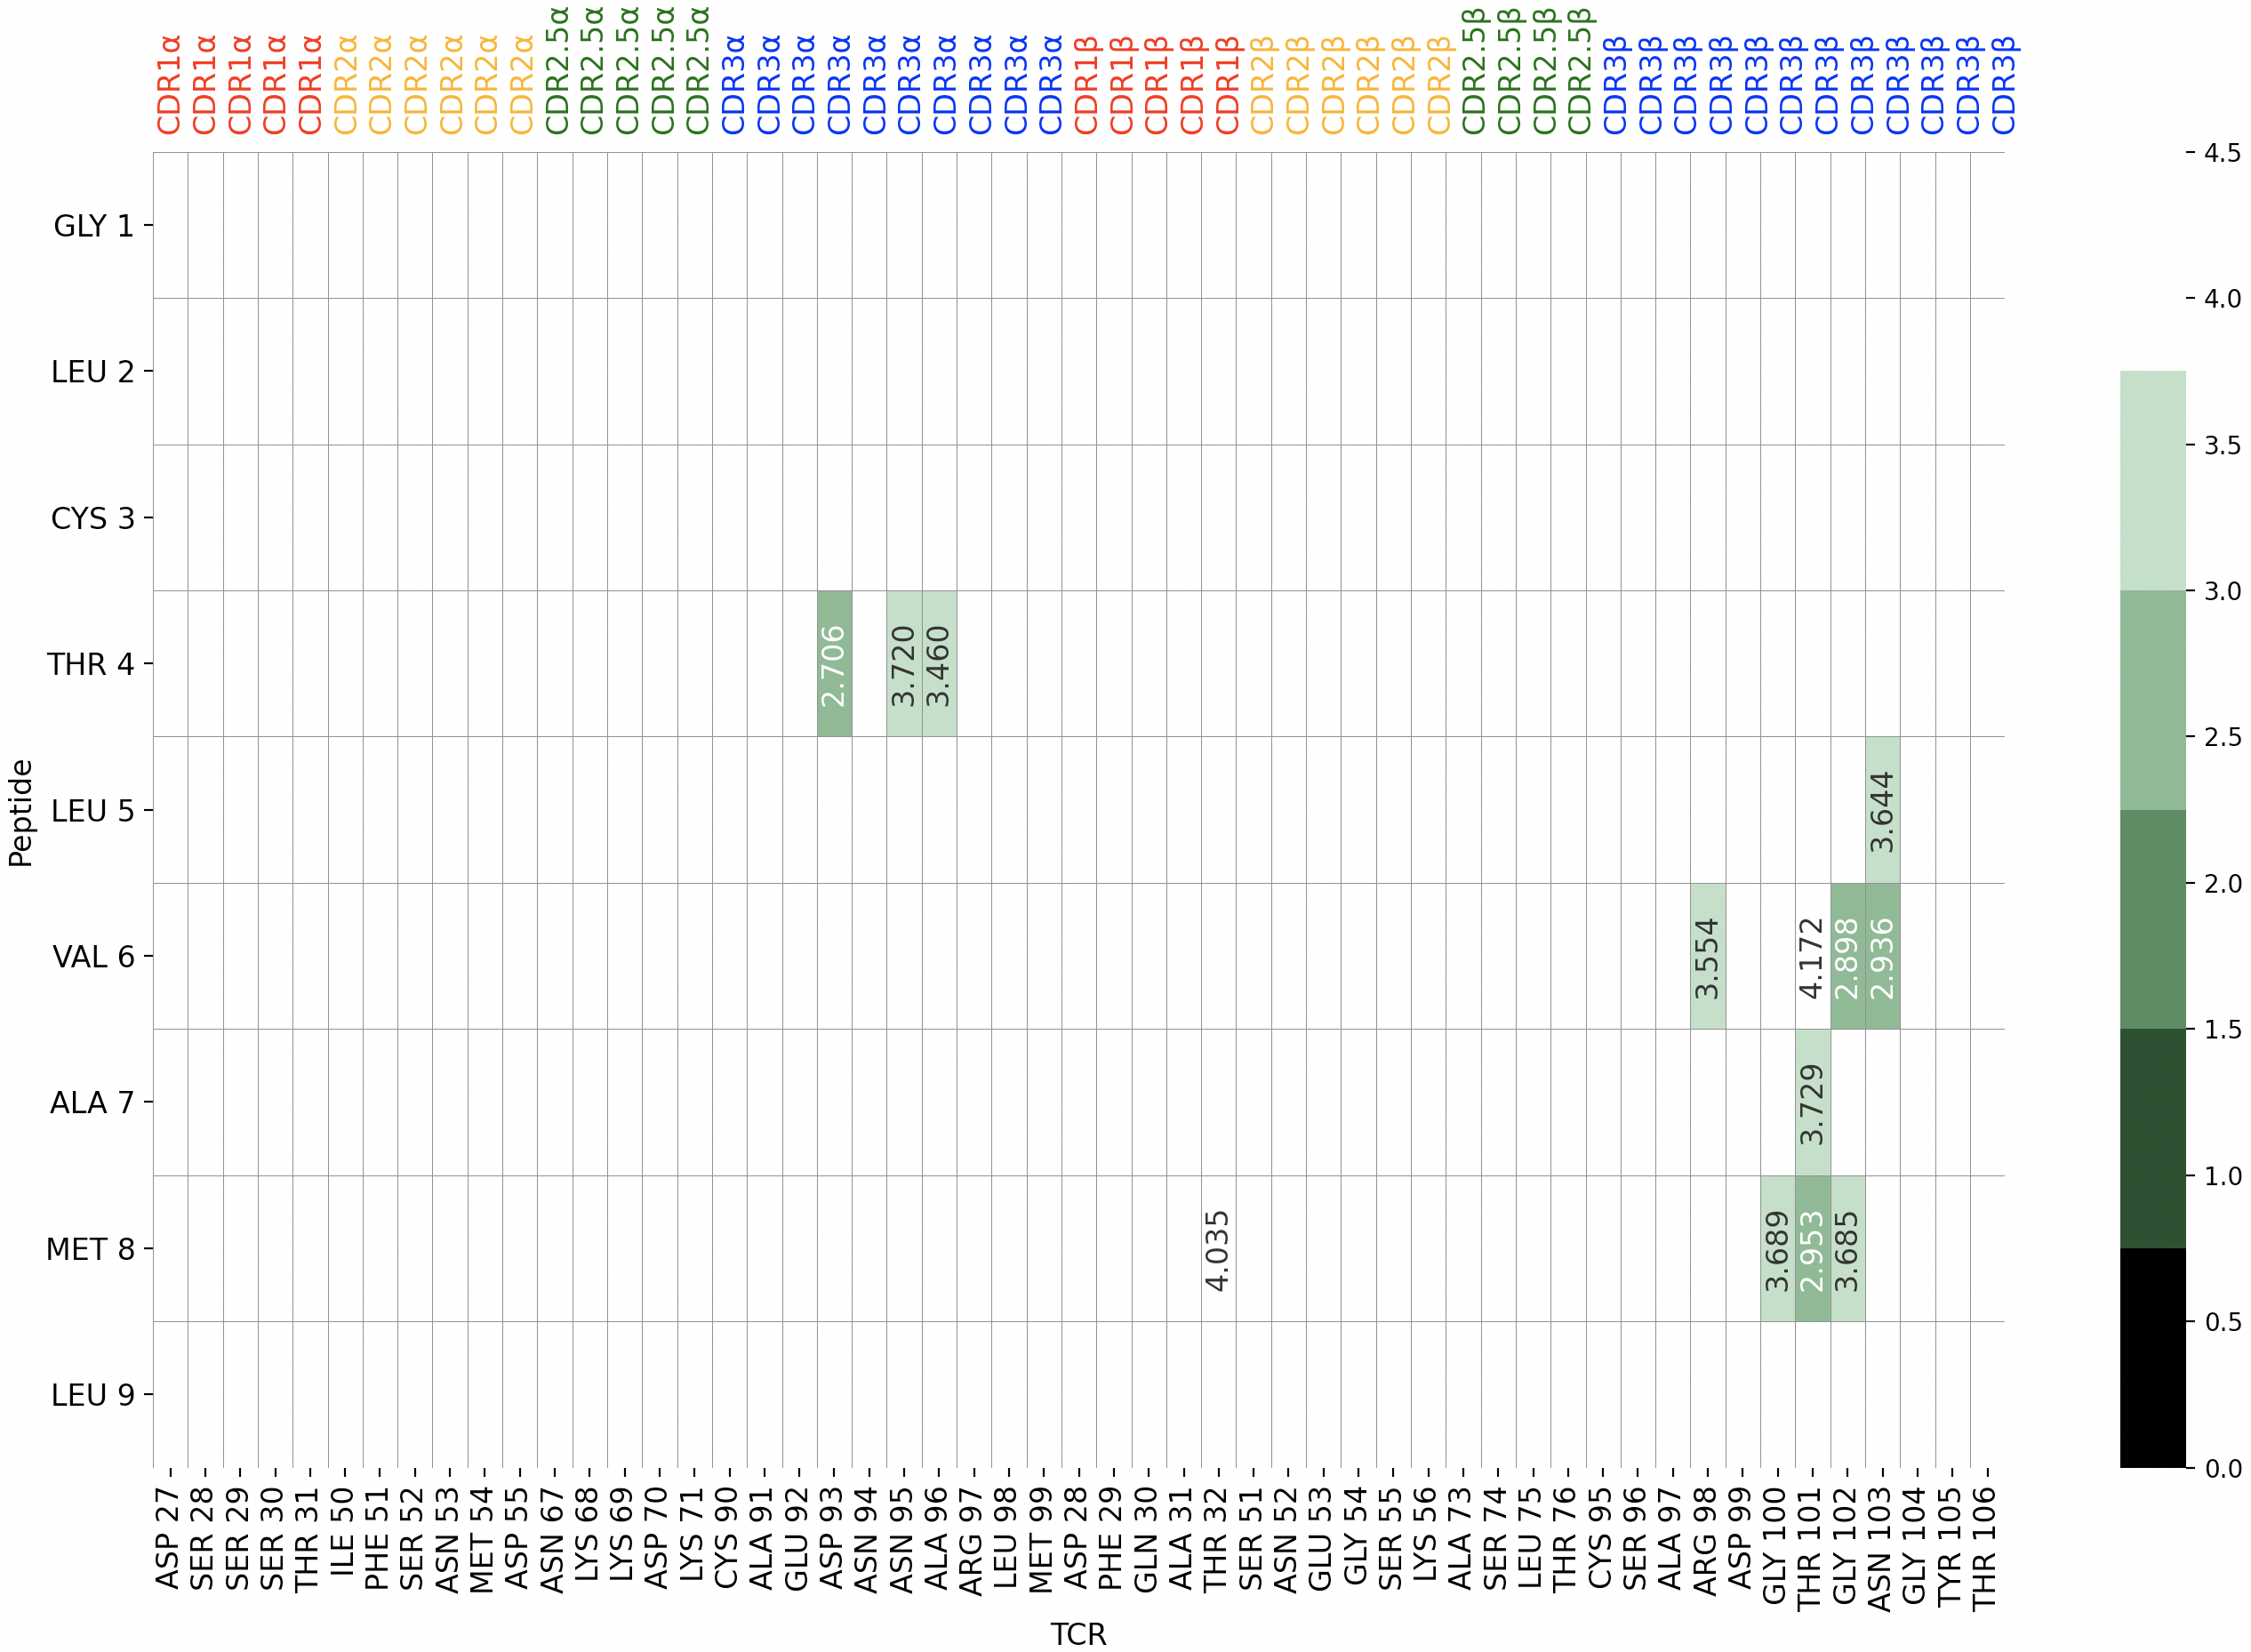 CDR1α
CDR1α
CDR1α
CDR1α
CDR1α
CDR2α
CDR2α
CDR2α
CDR2α
CDR2α
CDR2α
CDR2.5α
CDR2.5α
CDR2.5α
CDR2.5α
CDR2.5α
CDR3α
CDR3α
CDR3α
CDR3α
CDR3α
CDR3α
CDR3α
CDR3α
CDR3α
CDR3α
CDR1β
CDR1β
CDR1β
CDR1β
CDR1β
CDR2β
CDR2β
CDR2β
CDR2β
CDR2β
CDR2β
CDR2.5β
CDR2.5β
CDR2.5β
CDR2.5β
CDR3β
CDR3β
CDR3β
CDR3β
CDR3β
CDR3β
CDR3β
CDR3β
CDR3β
CDR3β
CDR3β
CDR3β
Peptide
GLY 1
LEU 2
CYS 3
THR 4
2.706
3.720
3.460
LEU 5
3.644
VAL 6
3.554
4.172
2.898
2.936
ALA 7
3.729
MET 8
4.035
3.689
2.953
3.685
LEU 9
ASP 27
SER 28
SER 29
SER 30
THR 31
ILE 50
PHE 51
SER 52
ASN 53
MET 54
ASP 55
ASN 67
LYS 68
LYS 69
ASP 70
LYS 71
CYS 90
ALA 91
GLU 92
ASP 93
ASN 94
ASN 95
ALA 96
ARG 97
LEU 98
MET 99
ASP 28
PHE 29
GLN 30
ALA 31
THR 32
SER 51
ASN 52
GLU 53
GLY 54
SER 55
LYS 56
ALA 73
SER 74
LEU 75
THR 76
CYS 95
SER 96
ALA 97
ARG 98
ASP 99
GLY 100
THR 101
GLY 102
ASN 103
GLY 104
TYR 105
THR 106
TCR
4.5
4.0
3.5
3.0
2.5
2.0
1.5
1.0
0.5
0.0